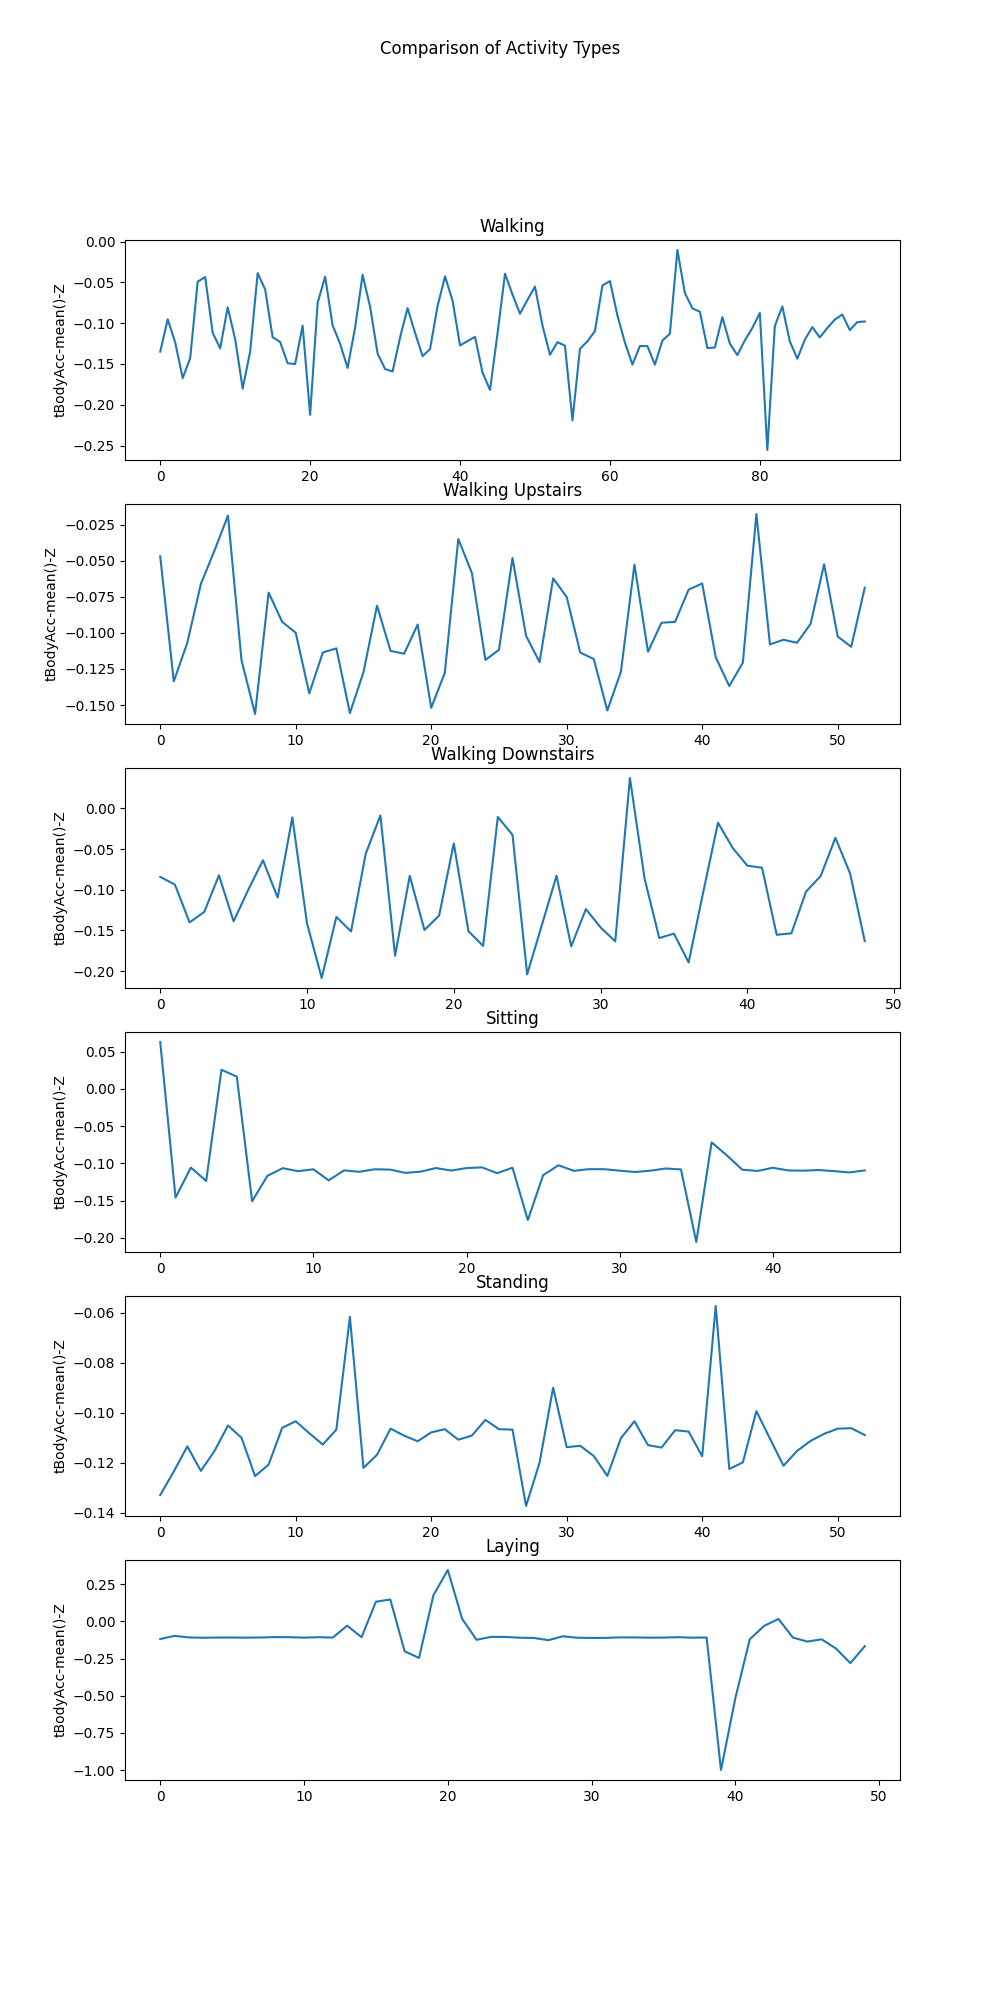 Comparison of Activity Types
Walking
tBodyAcc-mean()-Z
0.00
−0.05
−0.10
−0.15
−0.20
−0.25
0 20 40 60 80
Walking Upstairs
tBodyAcc-mean()-Z
−0.025
−0.050
−0.075
−0.100
−0.125
−0.150
0 10 20 30 40 50
Walking Downstairs
tBodyAcc-mean()-Z
0.00
−0.05
−0.10
−0.15
−0.20
0 10 20 30 40 50
Sitting
tBodyAcc-mean()-Z
0.05
0.00
−0.05
−0.10
−0.15
−0.20
0 10 20 30 40
Standing
tBodyAcc-mean()-Z
−0.06
−0.08
−0.10
−0.12
−0.14
0 10 20 30 40 50
Laying
tBodyAcc-mean()-Z
0.25
0.00
−0.25
−0.50
−0.75
−1.00
0 10 20 30 40 50